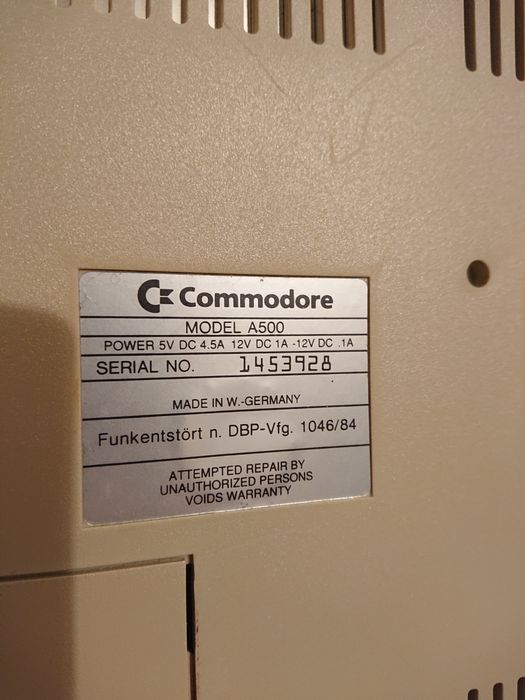 Commodore
MODEL A500
POWER 5V DC 4.5A 12V DC 1A -12V DC .1A
SERIAL NO. 1453928
MADE IN W.-GERMANY
Funkentstört n. DBP-Vfg. 1046/84
ATTEMPTED REPAIR BY
UNAUTHORIZED PERSONS
VOIDS WARRANTY